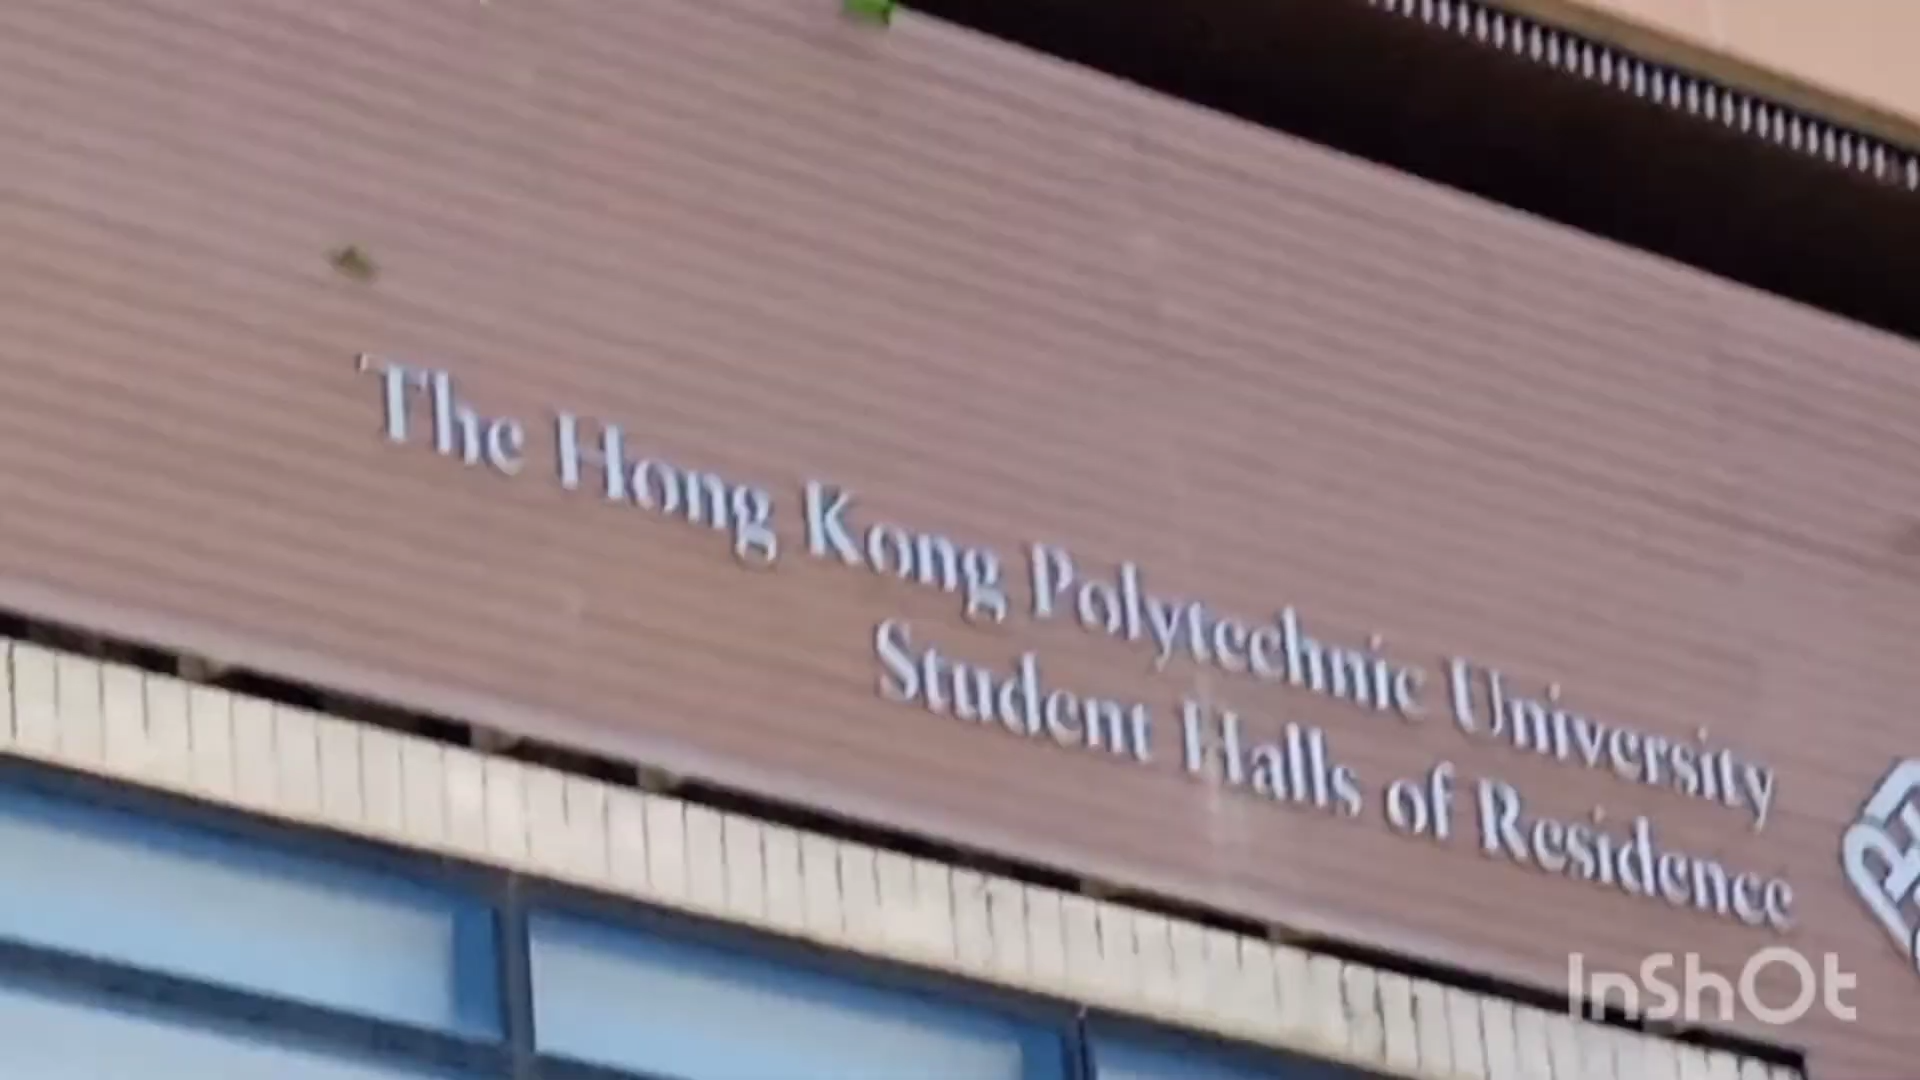 The Hong Kong Polytechnic University
Student Halls of Residence
InShOt